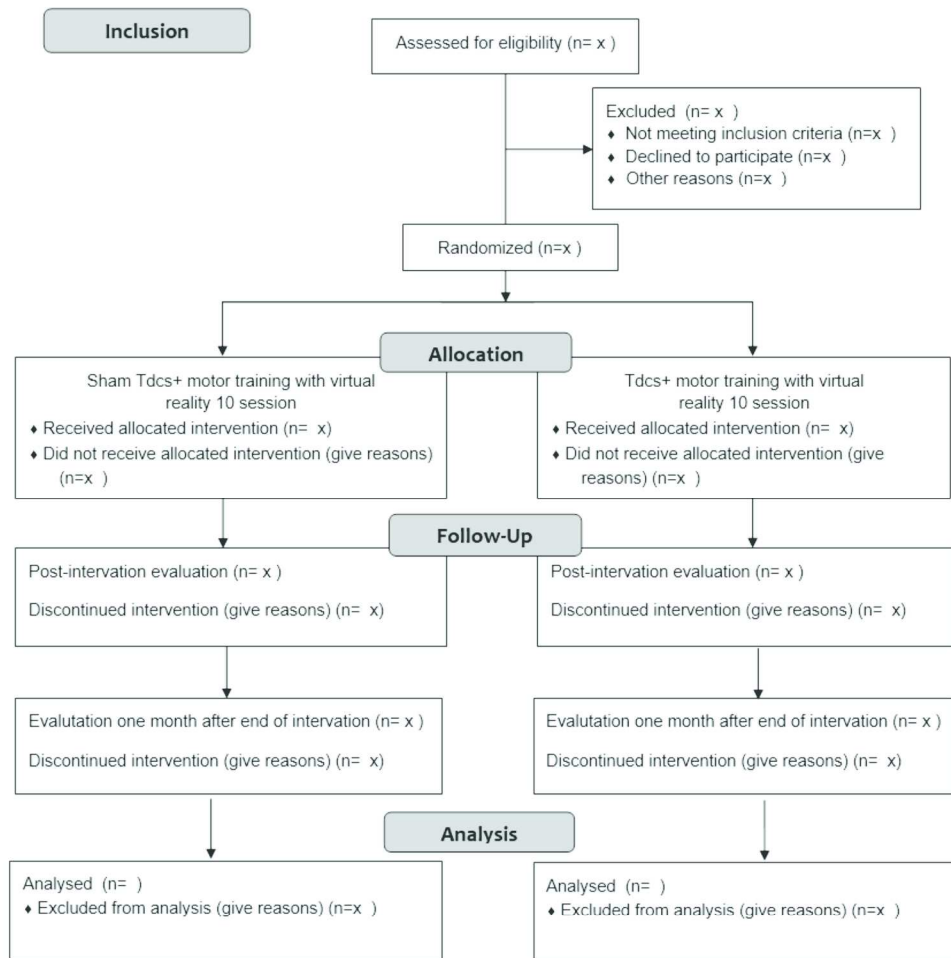 Inclusion
Assessed for eligibility (n= x )
Excluded (n= x )
♦ Not meeting inclusion criteria (n=x )
♦ Declined to participate (n=x )
♦ Other reasons (n=x )
Randomized (n=x )
Allocation
Sham Tdcs+ motor training with virtual
reality 10 session
♦ Received allocated intervention (n= x)
♦ Did not receive allocated intervention (give reasons)
(n=x )
Tdcs+ motor training with virtual
reality 10 session
♦ Received allocated intervention (n= x)
♦ Did not receive allocated intervention (give
reasons) (n=x )
Follow-Up
Post-intervation evaluation (n= x )
Discontinued intervention (give reasons) (n= x)
Post-intervation evaluation (n= x )
Discontinued intervention (give reasons) (n= x)
Evalutation one month after end of intervation (n= x )
Discontinued intervention (give reasons) (n= x)
Evalutation one month after end of intervation (n= x )
Discontinued intervention (give reasons) (n= x)
Analysis
Analysed (n= )
♦ Excluded from analysis (give reasons) (n=x )
Analysed (n= )
♦ Excluded from analysis (give reasons) (n=x )